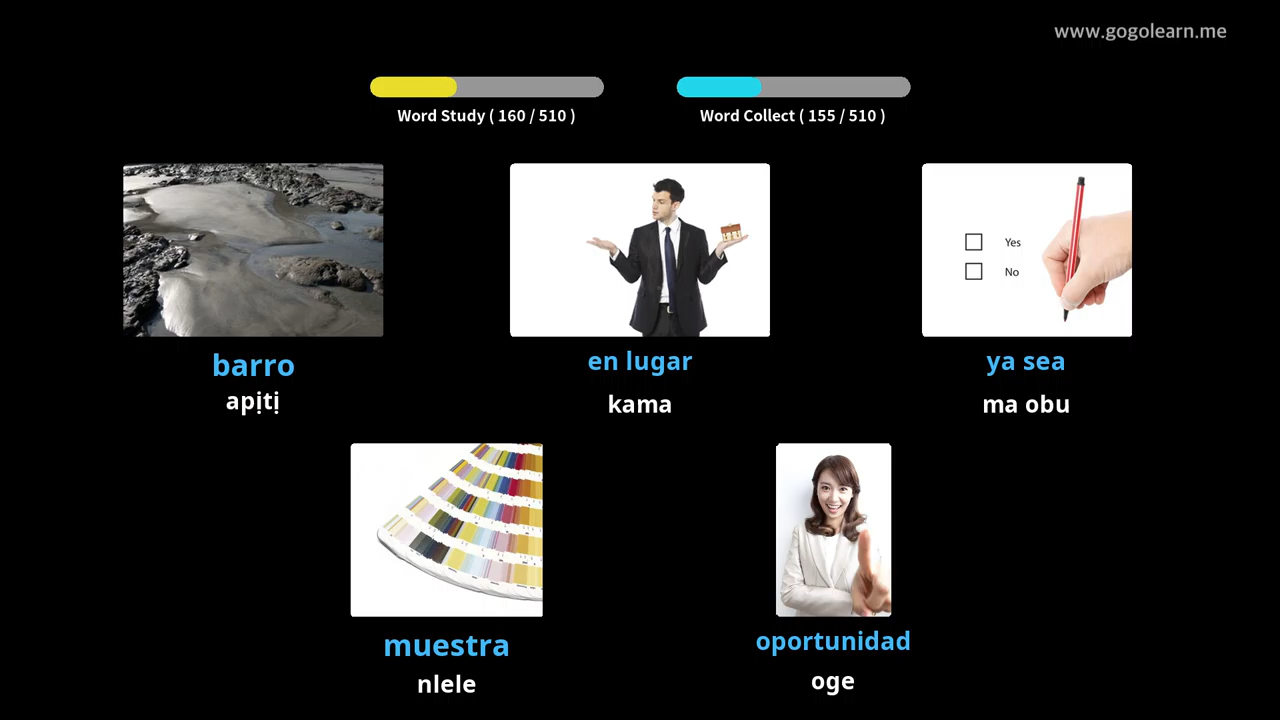 www.gogolearn.me
Word Study ( 160 / 510 )
Word Collect ( 155 / 510 )
Yes
No
barro
apịtị
en lugar
kama
ya sea
ma obu
muestra
nlele
oportunidad
oge